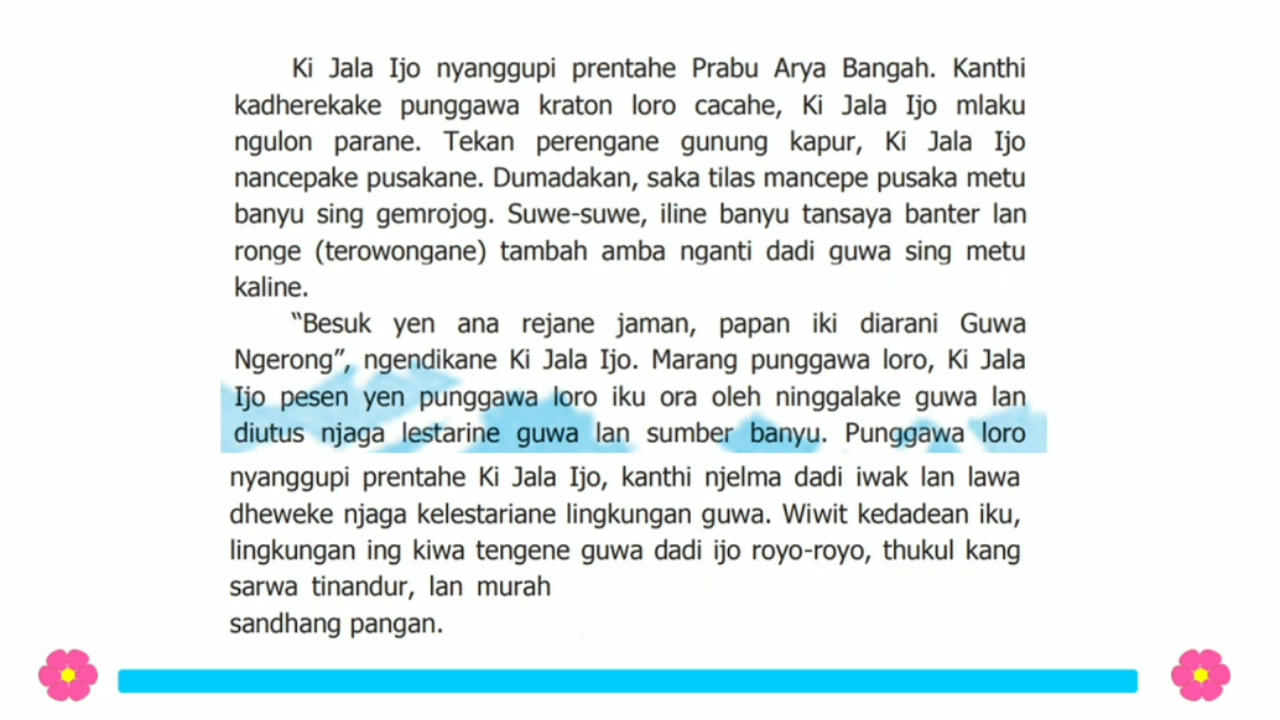 Ki Jala Ijo nyanggupi prentahe Prabu Arya Bangah. Kanthi
kadherekake punggawa kraton loro cacahe, Ki Jala Ijo mlaku
ngulon parane. Tekan perengane gunung kapur, Ki Jala Ijo
nancepake pusakane. Dumadakan, saka tilas mancepe pusaka metu
banyu sing gemrojog. Suwe-suwe, iline banyu tansaya banter lan
ronge (terowongane) tambah amba nganti dadi guwa sing metu
kaline.
“Besuk yen ana rejane jaman, papan iki diarani Guwa
Ngerong”, ngendikane Ki Jala Ijo. Marang punggawa loro, Ki Jala
Ijo pesen yen punggawa loro iku ora oleh ninggalake guwa lan
diutus njaga lestarine guwa lan sumber banyu. Punggawa loro
nyanggupi prentahe Ki Jala Ijo, kanthi njelma dadi iwak lan lawa
dheweke njaga kelestariane lingkungan guwa. Wiwit kedadean iku,
lingkungan ing kiwa tengene guwa dadi ijo royo-royo, thukul kang
sarwa tinandur, lan murah
sandhang pangan.